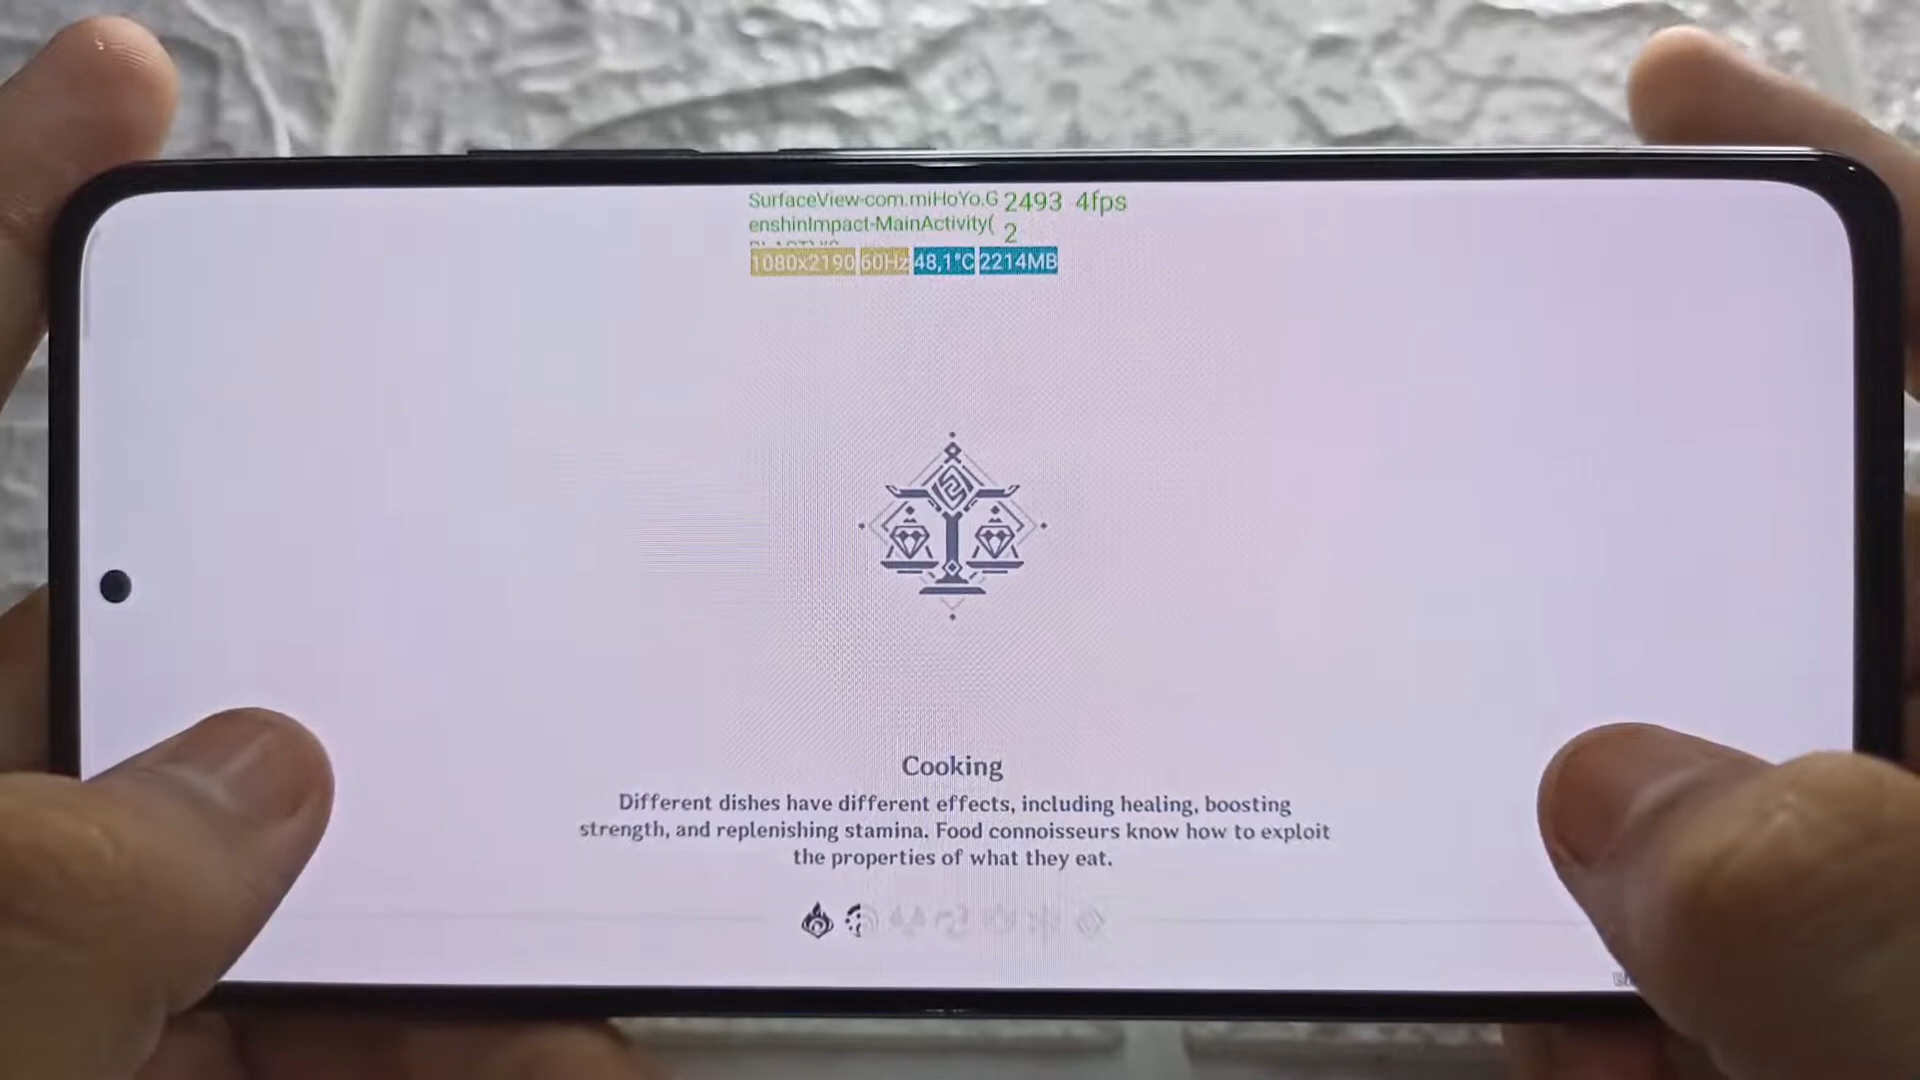 SurfaceView-com.miHoYo.G 2493 4fps
enshinImpact-MainActivity( 2
1080x2190 60Hz 48,1°C 2214MB
Cooking
Different dishes have different effects, including healing, boosting
strength, and replenishing stamina. Food connoisseurs know how to exploit
the properties of what they eat.